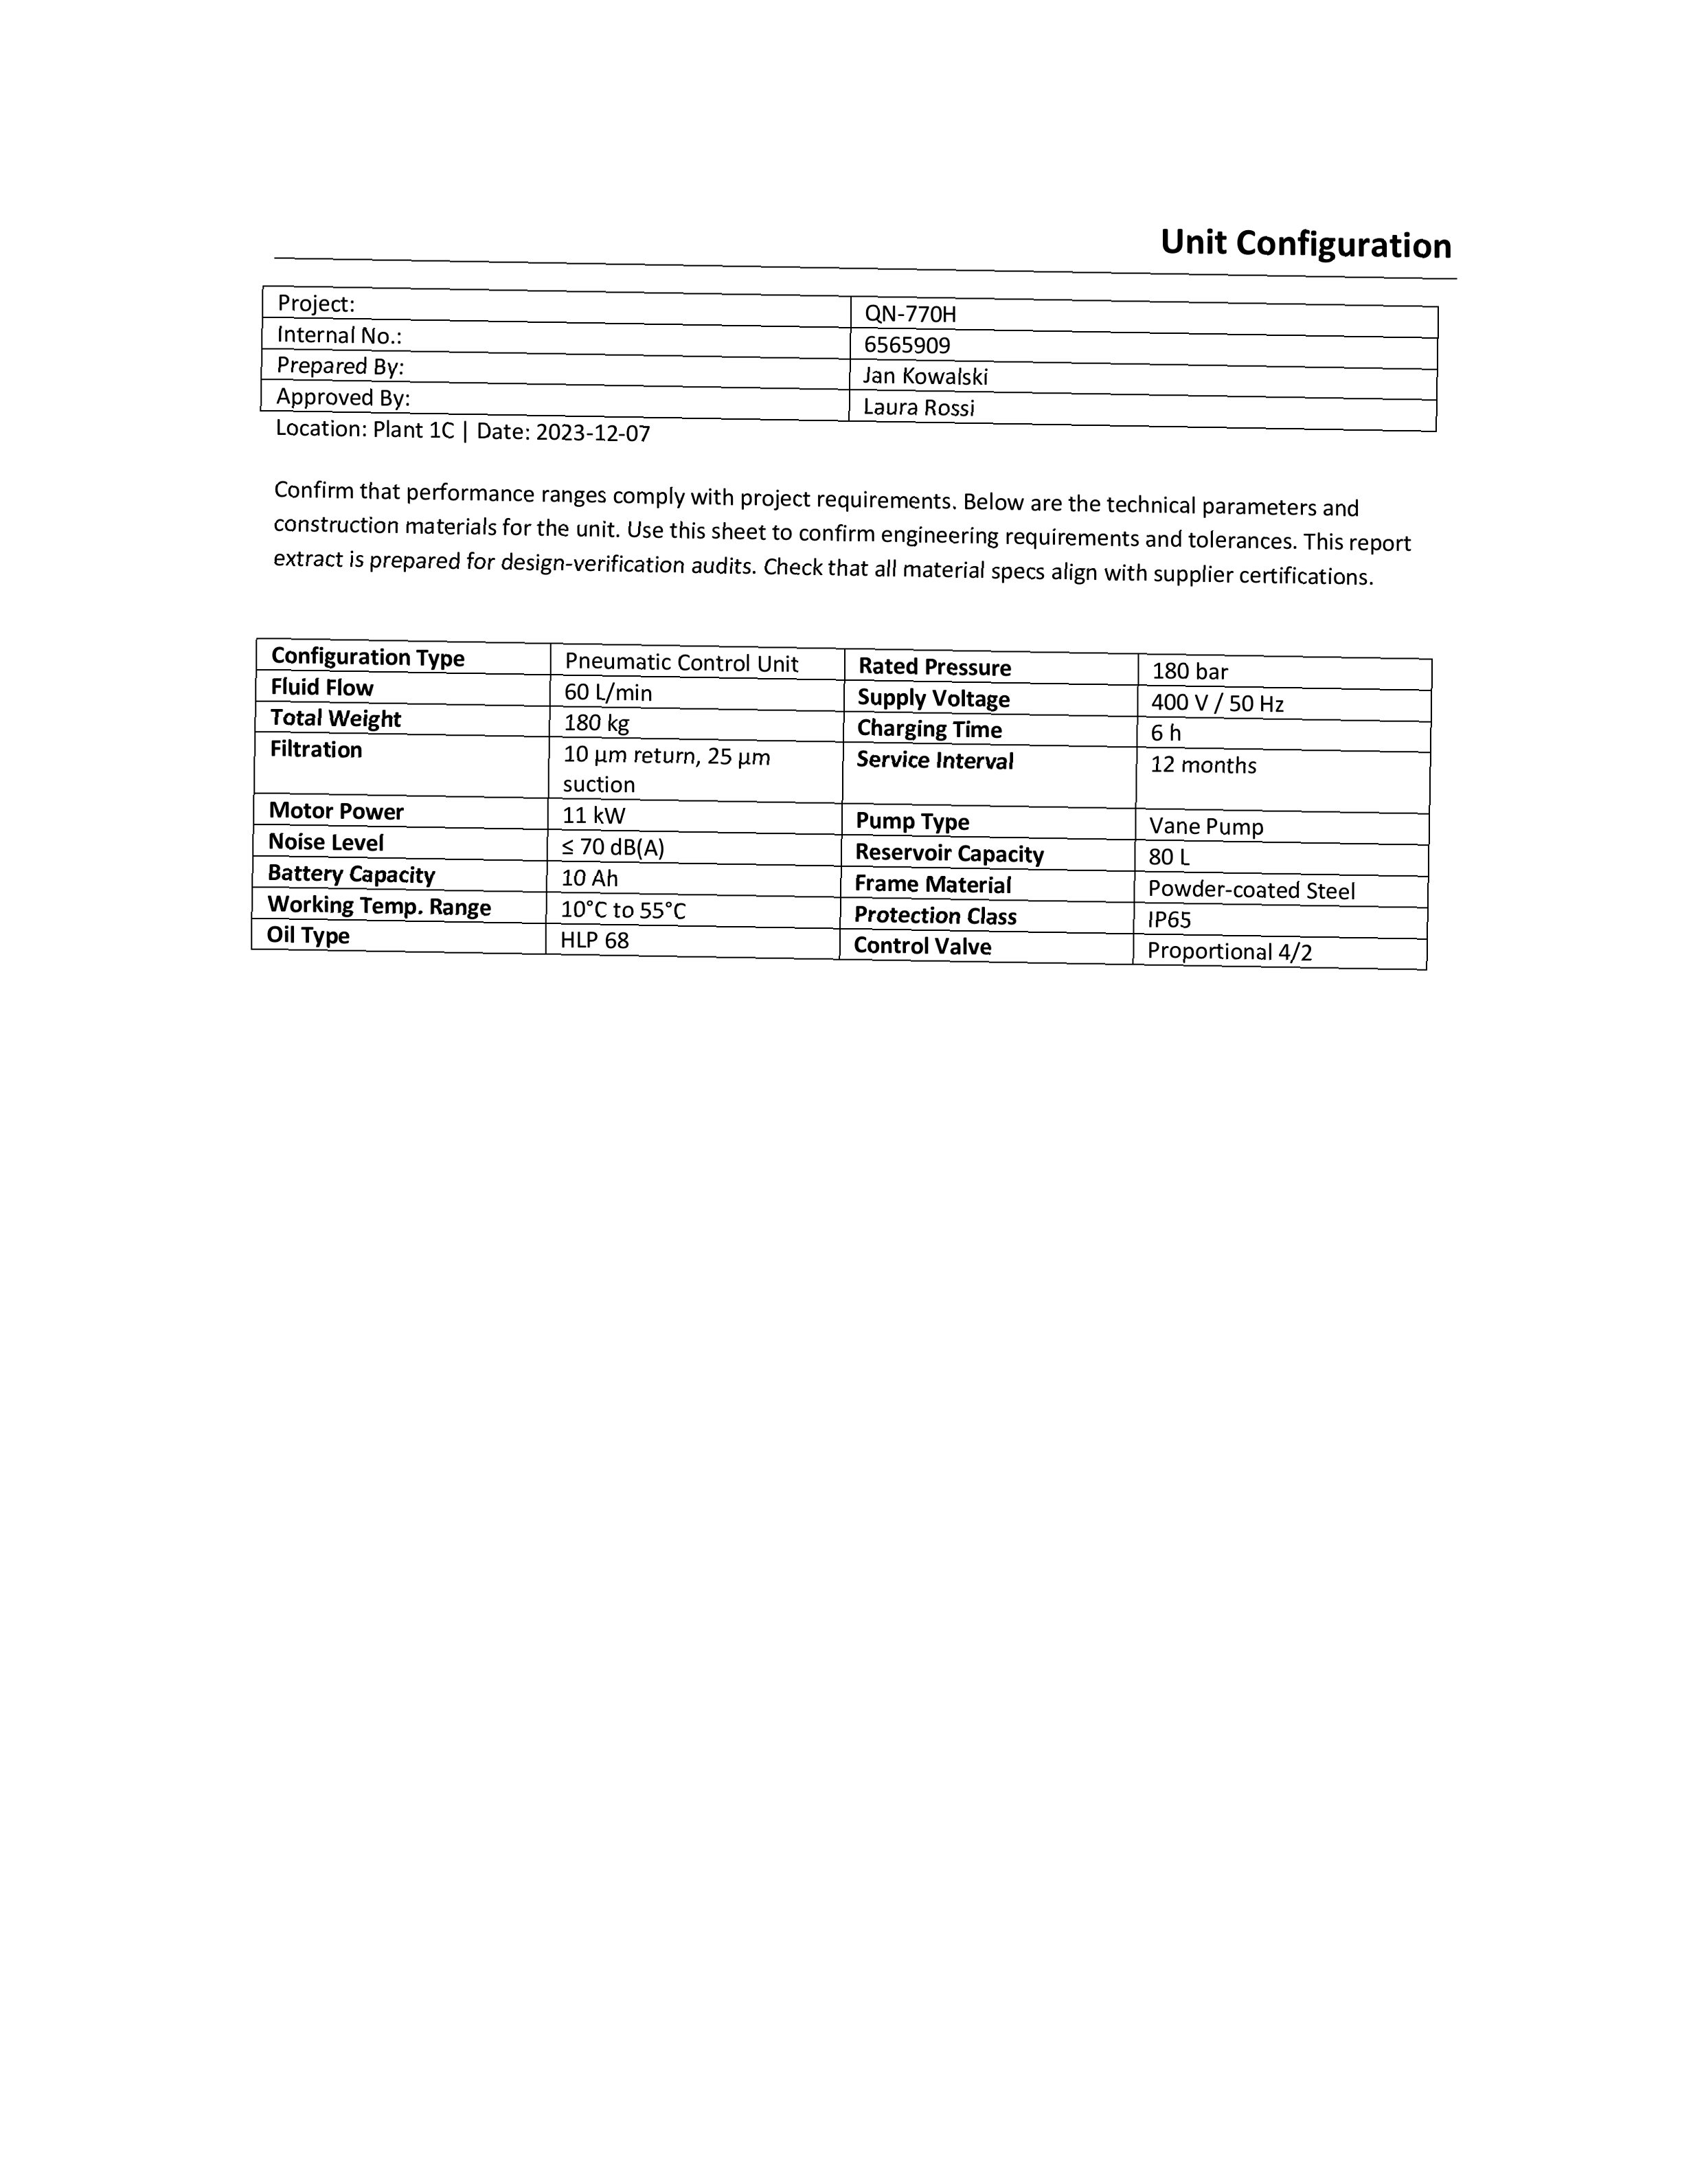 Unit Configuration
Project: QN-770H
Internal No.: 6565909
Prepared By: Jan Kowalski
Approved By: Laura Rossi
Location: Plant 1C | Date: 2023-12-07
Confirm that performance ranges comply with project requirements. Below are the technical parameters and
construction materials for the unit. Use this sheet to confirm engineering requirements and tolerances. This report
extract is prepared for design-verification audits. Check that all material specs align with supplier certifications.
Configuration Type Pneumatic Control Unit Rated Pressure 180 bar
Fluid Flow 60 L/min Supply Voltage 400 V / 50 Hz
Total Weight 180 kg Charging Time 6 h
Filtration 10 µm return, 25 µm Service Interval 12 months
suction
Motor Power 11 kW Pump Type Vane Pump
Noise Level ≤ 70 dB(A) Reservoir Capacity 80 L
Battery Capacity 10 Ah Frame Material Powder-coated Steel
Working Temp. Range 10°C to 55°C Protection Class IP65
Oil Type HLP 68 Control Valve Proportional 4/2